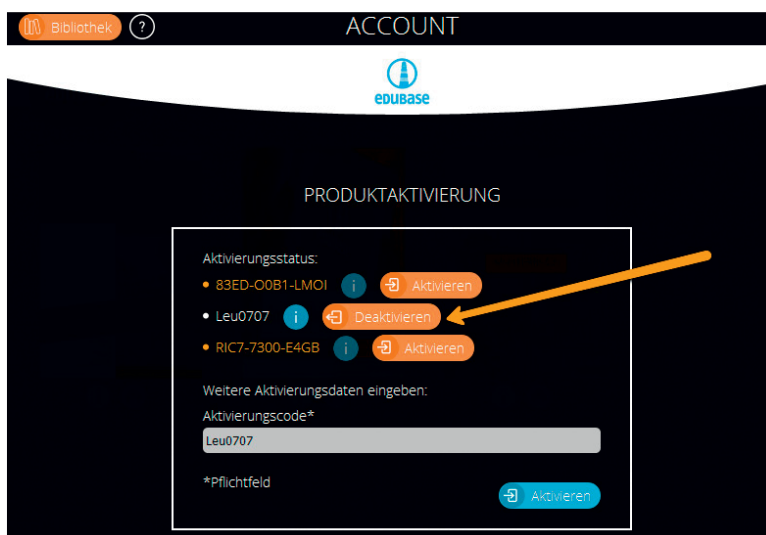 Bibliothek ? ACCOUNT
eDUBase
PRODUKTAKTIVIERUNG
Aktivierungsstatus:
• 83ED-O0B1-LMOI i Aktivieren
• Leu0707 i Deaktivieren
• RIC7-7300-E4GB i Aktivieren
Weitere Aktivierungsdaten eingeben:
Aktivierungscode*
Leu0707
*Pflichtfeld
Aktivieren